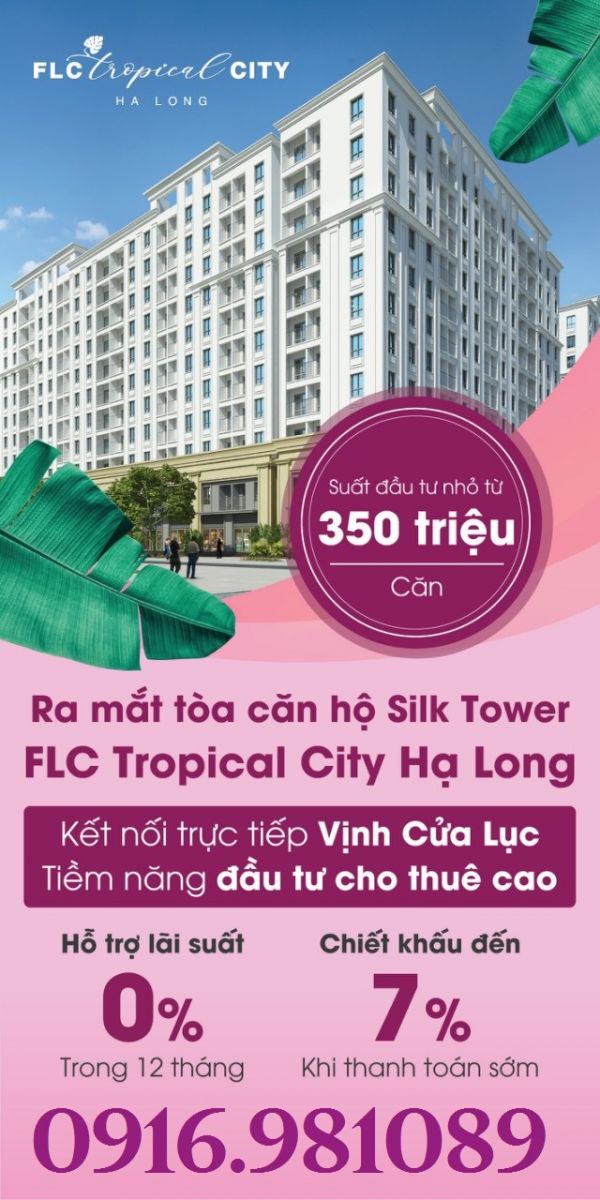 FLC tropical CITY
HA LONG
Suất đầu tư nhỏ từ
350 triệu
Căn
Ra mắt tòa căn hộ Silk Tower
FLC Tropical City Hạ Long
Kết nối trực tiếp Vịnh Cửa Lục
Tiềm năng đầu tư cho thuê cao
Hỗ trợ lãi suất
0%
Trong 12 tháng
Chiết khấu đến
7%
Khi thanh toán sớm
0916.981089